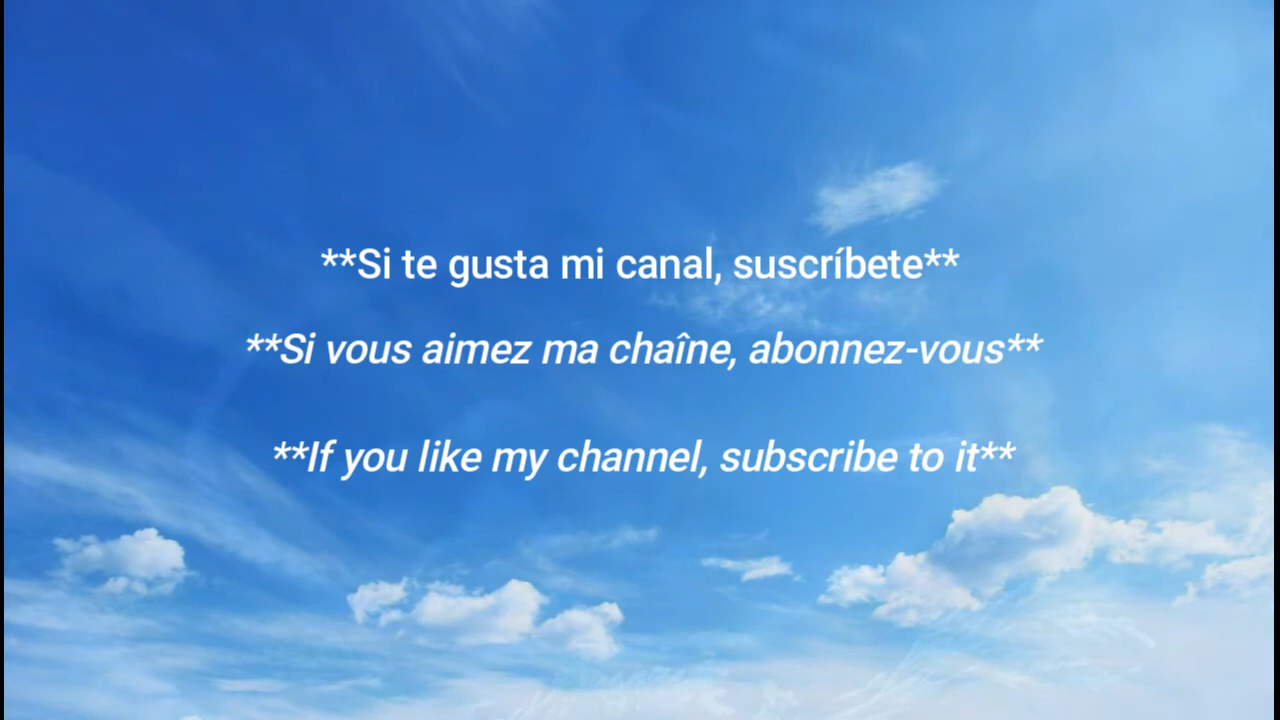 **Si te gusta mi canal, suscríbete**
**Si vous aimez ma chaîne, abonnez-vous**
**If you like my channel, subscribe to it**